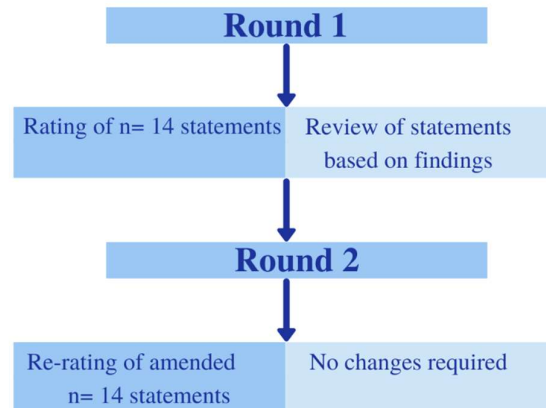 Round 1
Rating of n= 14 statements
Review of statements
based on findings
Round 2
Re-rating of amended
n= 14 statements
No changes required